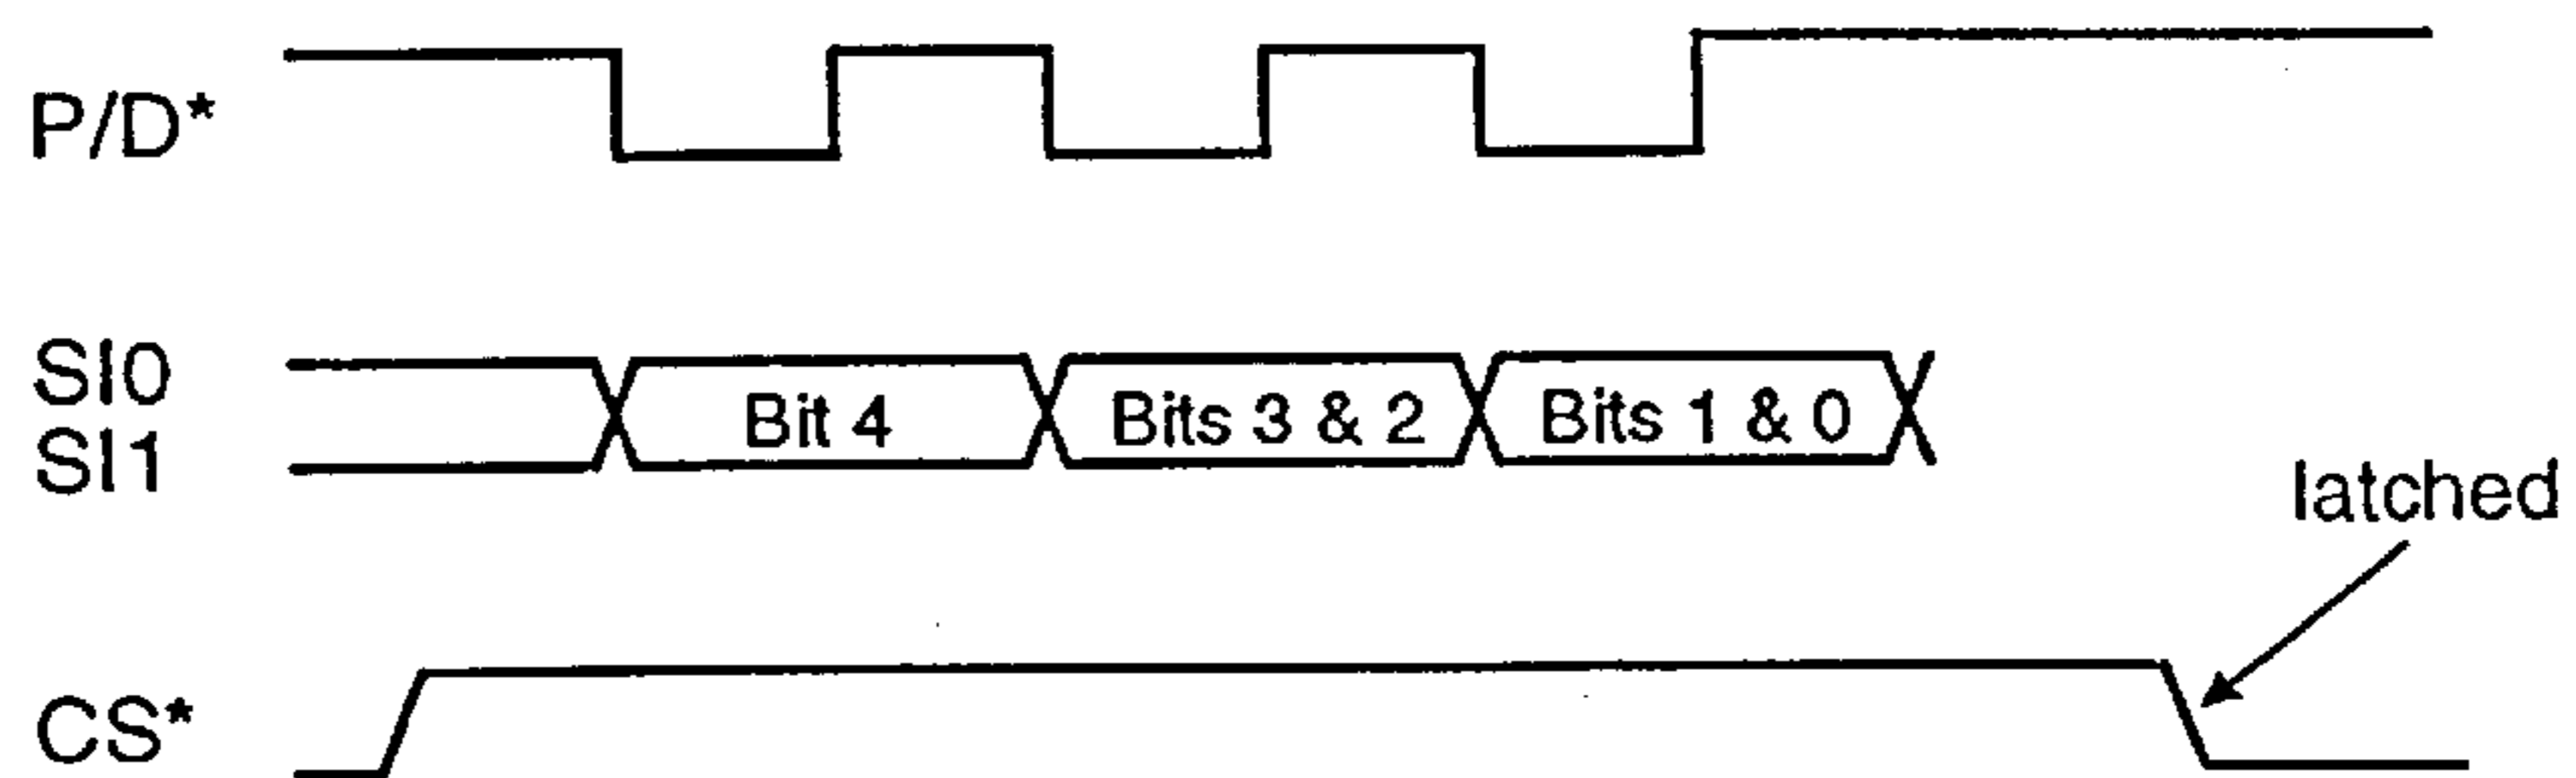 P/D*
SI0
SI1
Bit 4
Bits 3 & 2
Bits 1 & 0
latched
CS*